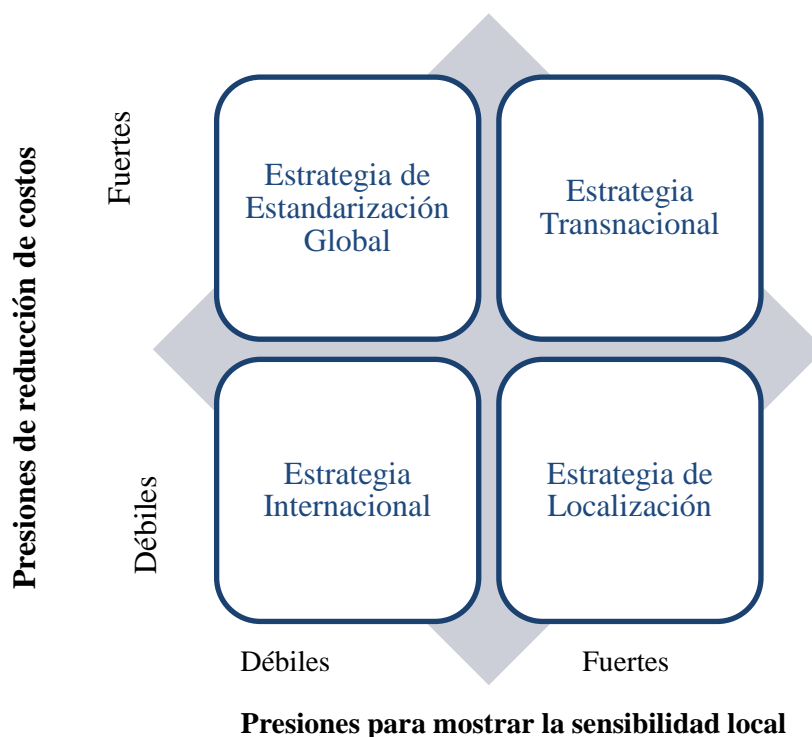 Presiones de reducción de costos
Fuertes
Débiles
Estrategia de
Estandarización
Global
Estrategia
Transnacional
Estrategia
Internacional
Estrategia de
Localización
Débiles
Fuertes
Presiones para mostrar la sensibilidad local